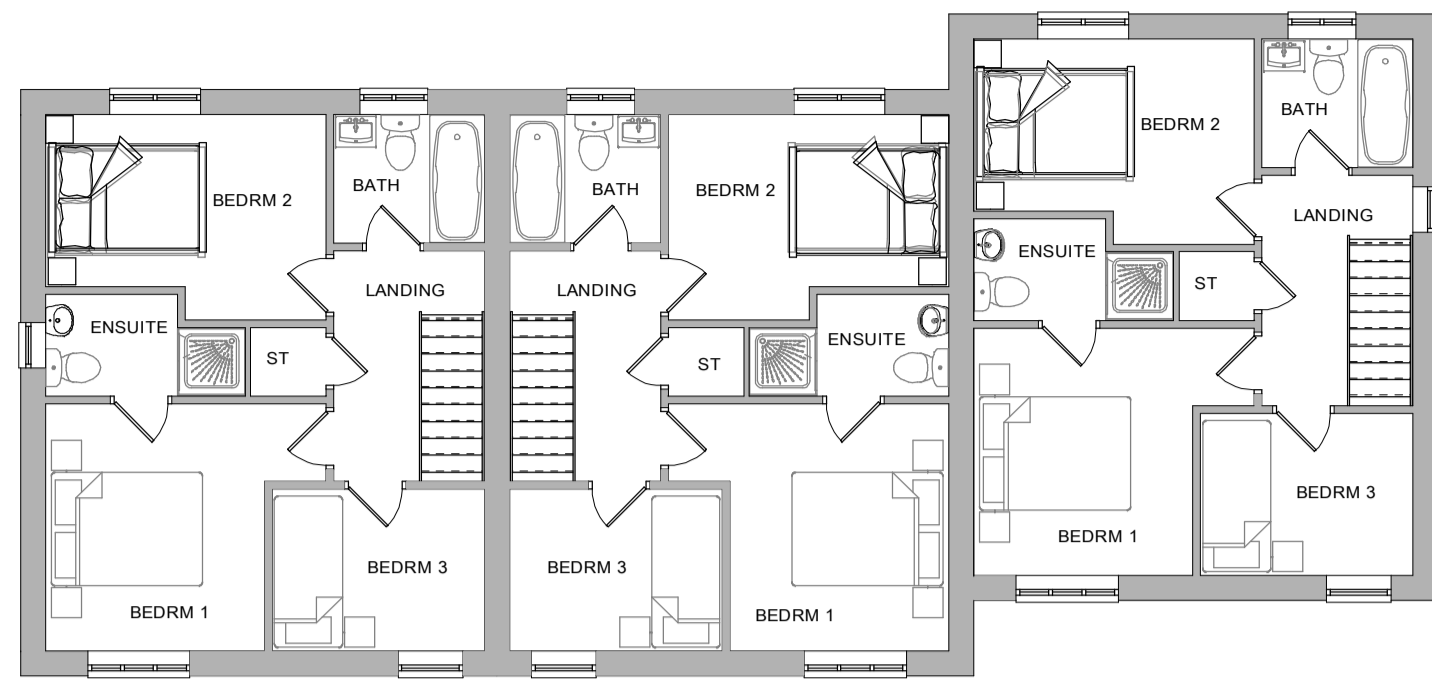 BEDRM 2
BATH
LANDING
ENSUITE
ST
BEDRM 1
BEDRM 3
BATH
BEDRM 2
LANDING
ENSUITE
ST
BEDRM 3
BEDRM 1
BEDRM 2
BATH
LANDING
ENSUITE
ST
BEDRM 1
BEDRM 3